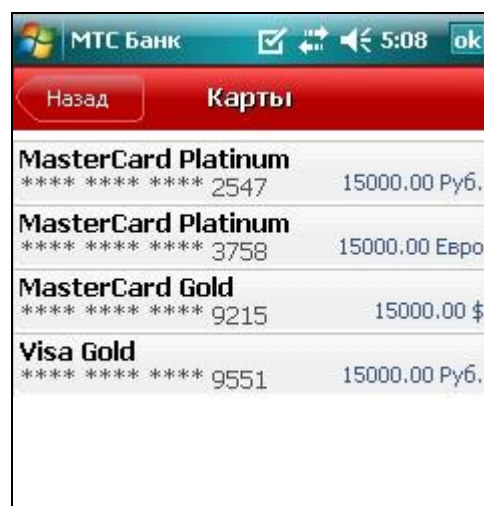 МТС Банк 5:08 ok
Назад Карты
MasterCard Platinum
**** **** **** 2547 15000.00 Руб.
MasterCard Platinum
**** **** **** 3758 15000.00 Евро
MasterCard Gold
**** **** **** 9215 15000.00 $
Visa Gold
**** **** **** 9551 15000.00 Руб.